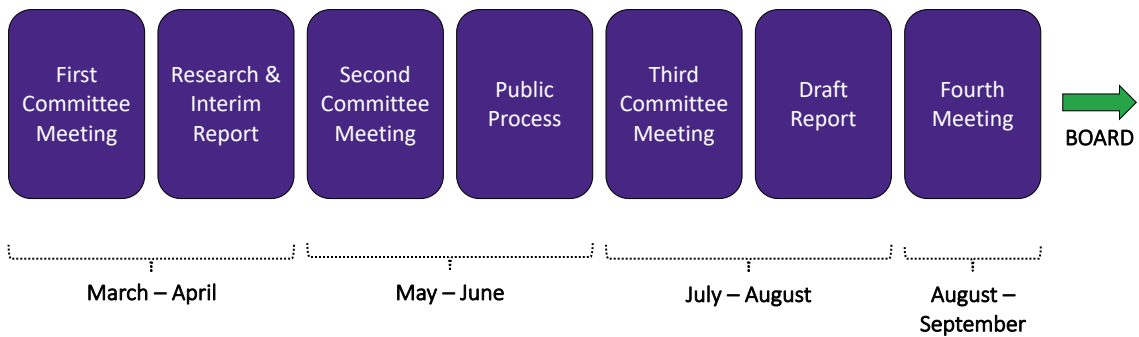 First
Committee
Meeting
Research &
Interim
Report
Second
Committee
Meeting
Public
Process
Third
Committee
Meeting
Draft
Report
Fourth
Meeting
BOARD
March – April
May – June
July – August
August –
September